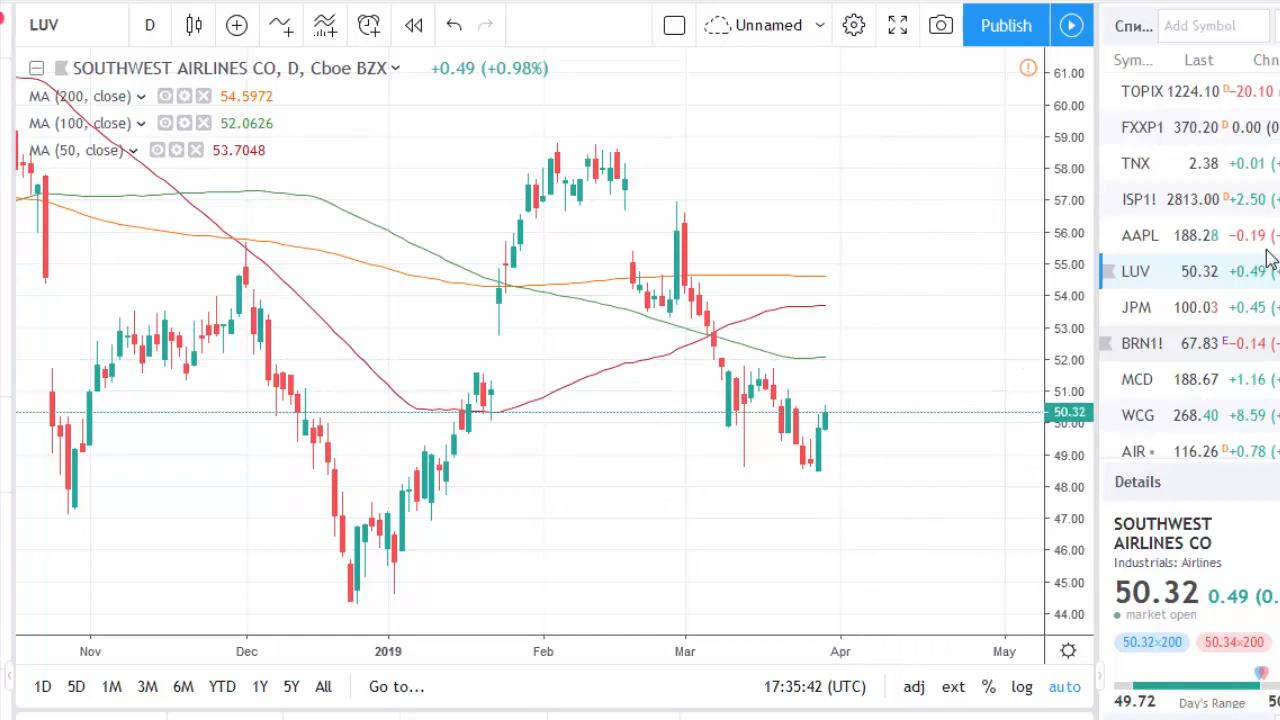 LUV D Unnamed Publish Спи... Add Symbol
SOUTHWEST AIRLINES CO, D, Cboe BZX +0.49 (+0.98%)
MA (200, close) 54.5972
MA (100, close) 52.0626
MA (50, close) 53.7048
61.00
60.00
59.00
58.00
57.00
56.00
55.00
54.00
53.00
52.00
51.00
50.32
50.00
49.00
48.00
47.00
46.00
45.00
44.00
Nov Dec 2019 Feb Mar Apr May
1D 5D 1M 3M 6M YTD 1Y 5Y All Go to... 17:35:42 (UTC) adj ext % log auto
Sym... Last Chn
TOPIX 1224.10 D −20.10
FXXP1 370.20 D 0.00 (0
TNX 2.38 +0.01 (+
ISP1! 2813.00 D +2.50 (+
AAPL 188.28 −0.19 (−
LUV 50.32 +0.49
JPM 100.03 +0.45 (+
BRN1! 67.83 E −0.14 (−
MCD 188.67 +1.16 (+
WCG 268.40 +8.59 (+
AIR 116.26 D +0.78 (+
Details
SOUTHWEST
AIRLINES CO
Industrials: Airlines
50.32 0.49 (0.
market open
50.32×200 50.34×200
49.72 Day's Range 50